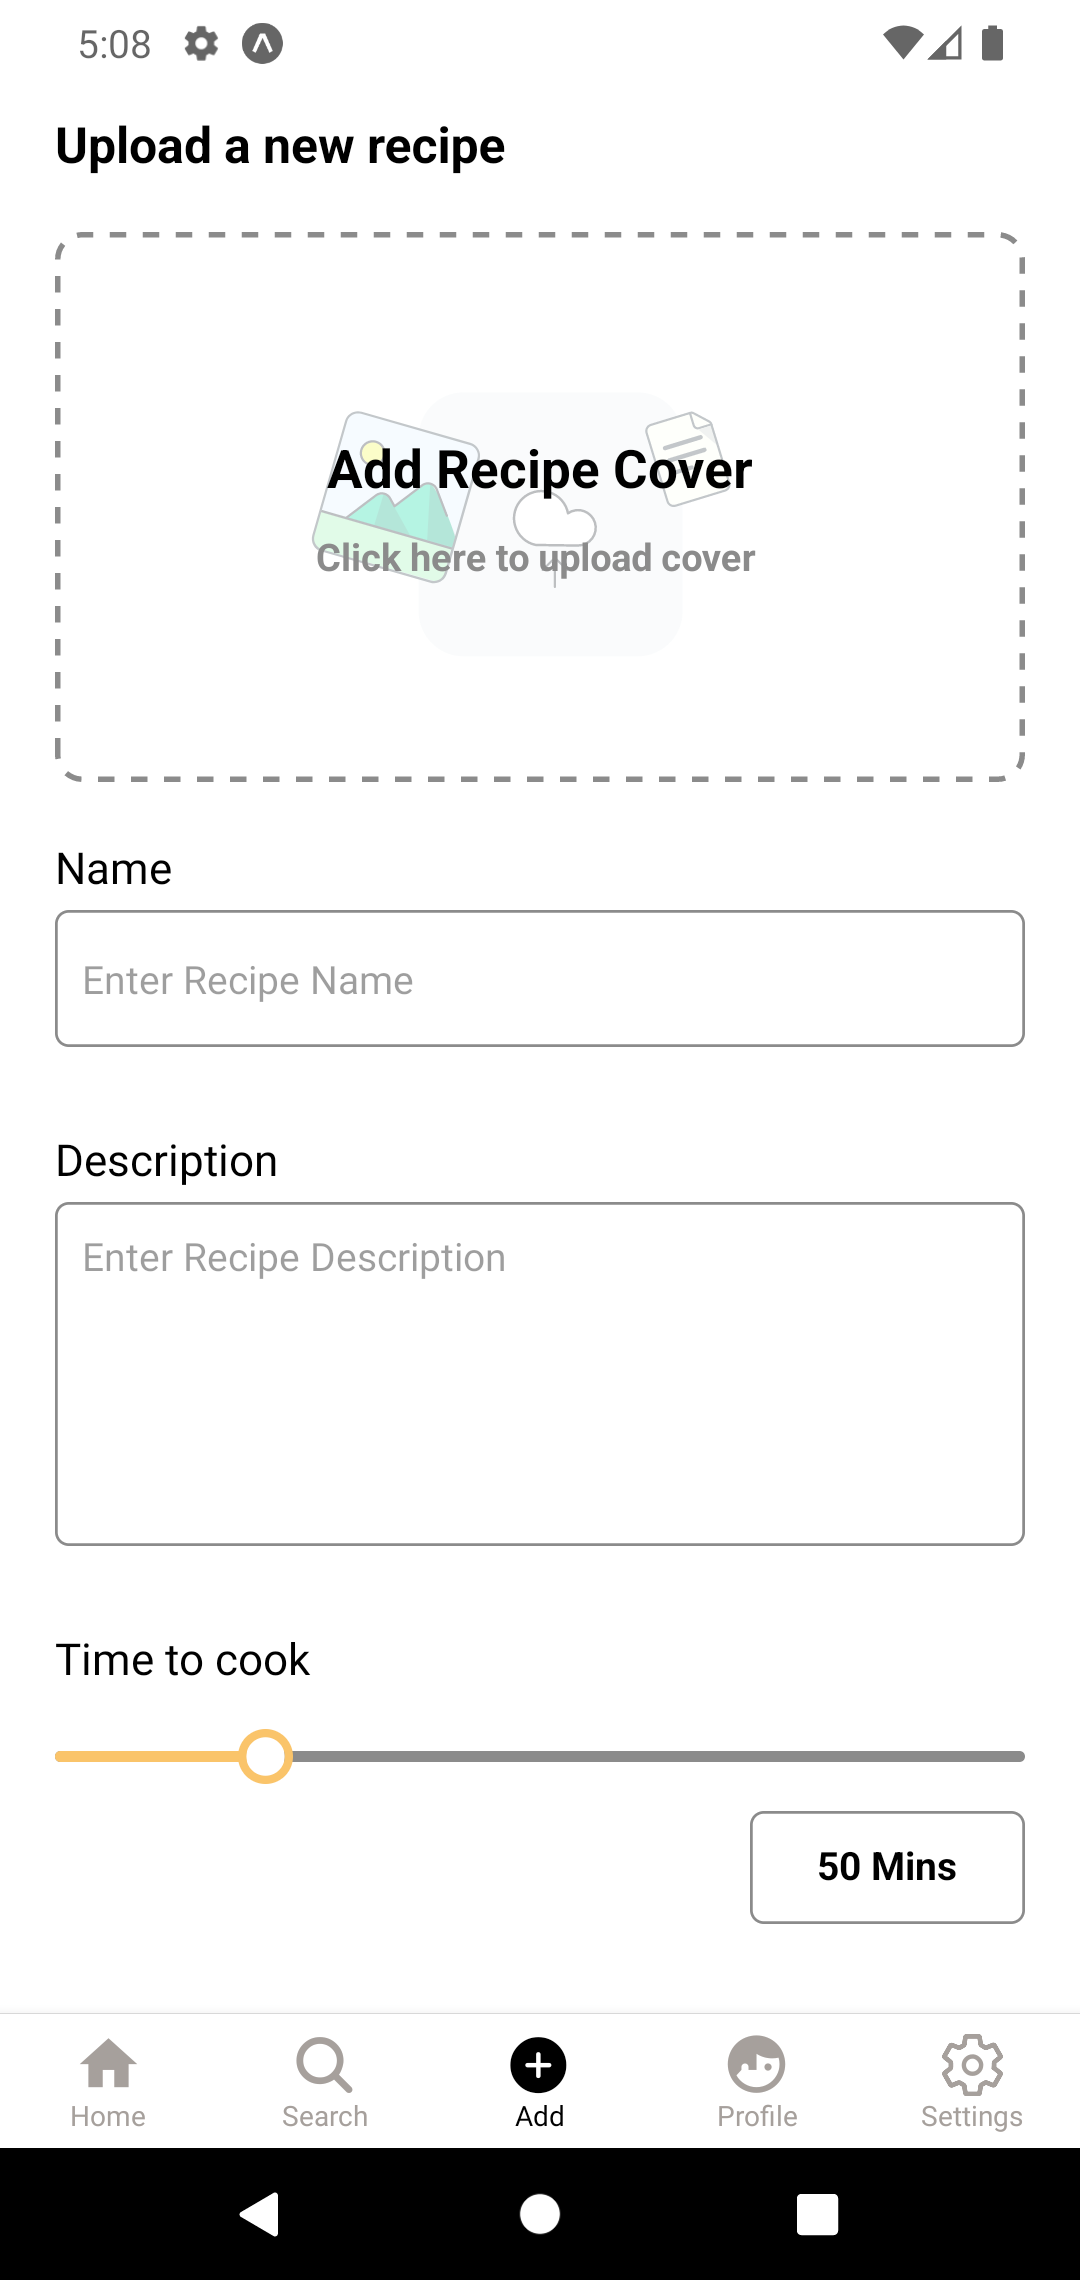 5:08
Upload a new recipe
Add Recipe Cover
Click here to upload cover
Name
Enter Recipe Name
Description
Enter Recipe Description
Time to cook
50 Mins
Home
Search
Add
Profile
Settings